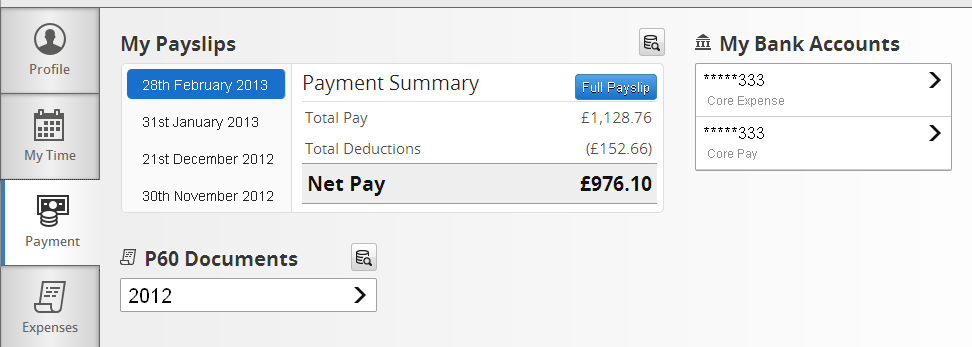 Profile
My Time
Payment
Expenses
My Payslips
28th February 2013
31st January 2013
21st December 2012
30th November 2012
Payment Summary
Full Payslip
Total Pay £1,128.76
Total Deductions (£152.66)
Net Pay £976.10
P60 Documents
2012
My Bank Accounts
*****333
Core Expense
*****333
Core Pay